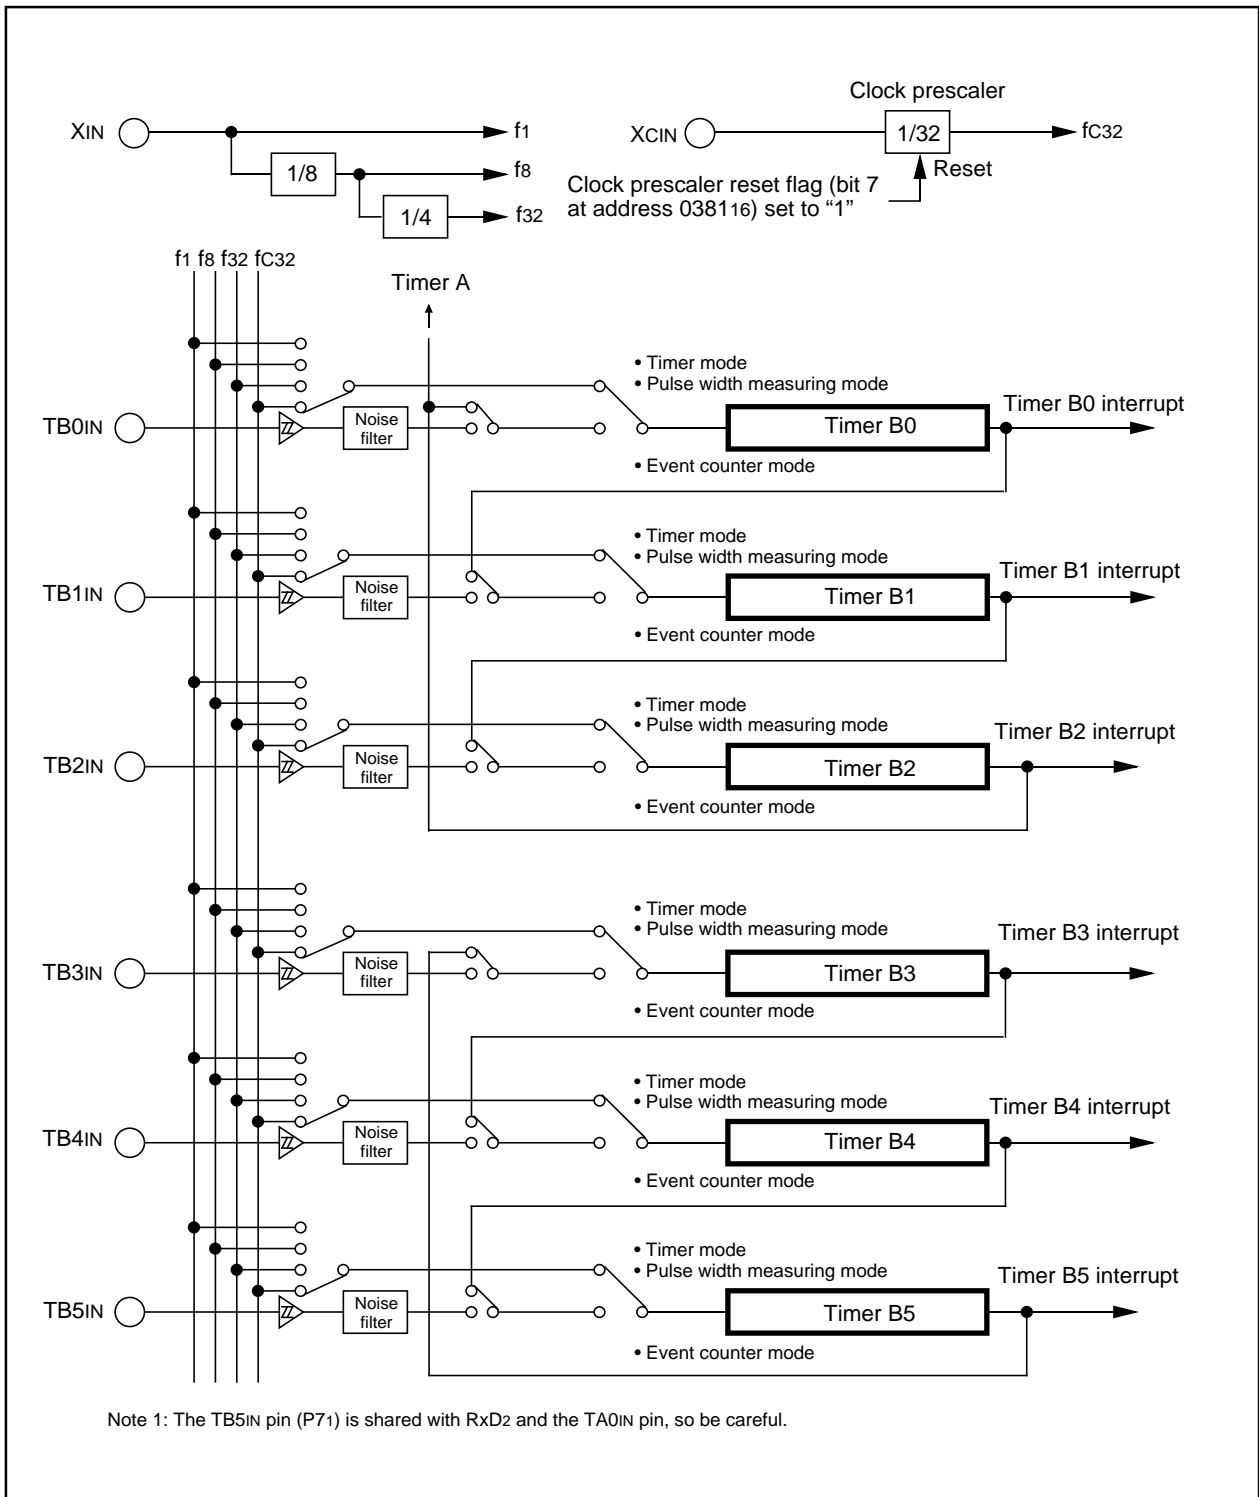 Clock prescaler
XIN
f1
XCIN
1/32
fC32
1/8
f8
Reset
Clock prescaler reset flag (bit 7
at address 038116) set to “1”
1/4
f32
f1 f8 f32 fC32
Timer A
• Timer mode
• Pulse width measuring mode
TB0IN
Noise
filter
Timer B0
Timer B0 interrupt
• Event counter mode
• Timer mode
• Pulse width measuring mode
TB1IN
Noise
filter
Timer B1
Timer B1 interrupt
• Event counter mode
• Timer mode
• Pulse width measuring mode
TB2IN
Noise
filter
Timer B2
Timer B2 interrupt
• Event counter mode
• Timer mode
• Pulse width measuring mode
TB3IN
Noise
filter
Timer B3
Timer B3 interrupt
• Event counter mode
• Timer mode
• Pulse width measuring mode
TB4IN
Noise
filter
Timer B4
Timer B4 interrupt
• Event counter mode
• Timer mode
• Pulse width measuring mode
TB5IN
Noise
filter
Timer B5
Timer B5 interrupt
• Event counter mode
Note 1: The TB5IN pin (P71) is shared with RxD2 and the TA0IN pin, so be careful.